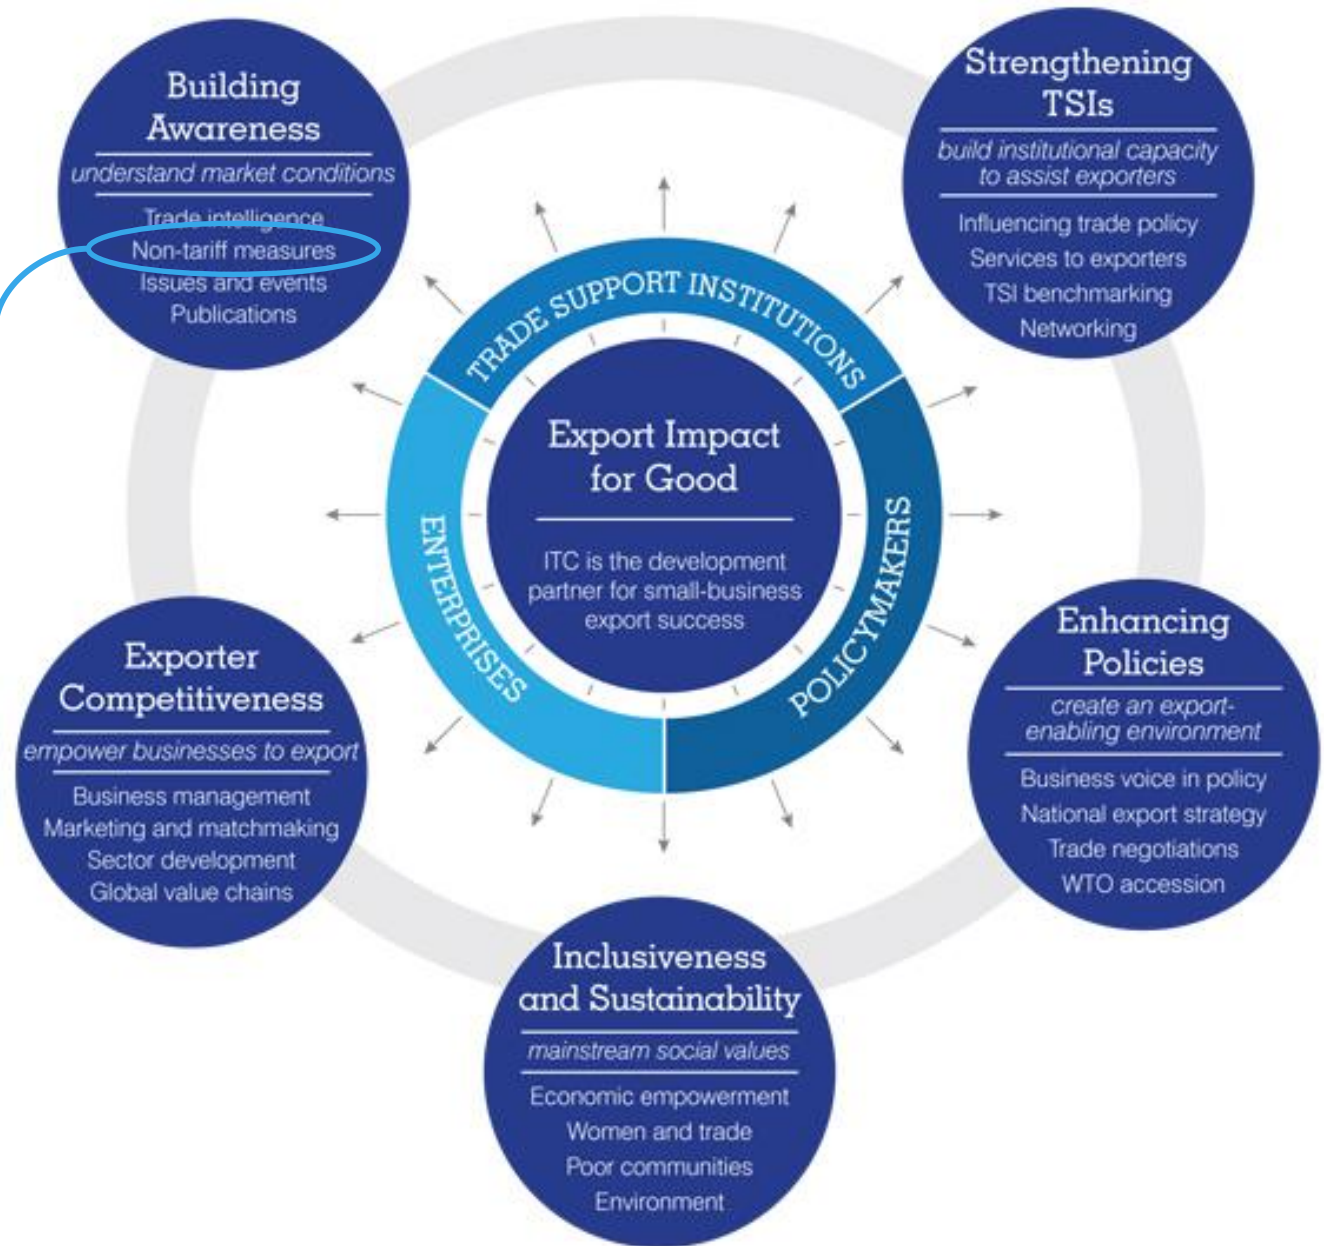 Building
Awareness
understand market conditions
Trade intelligence
Non-tariff measures
Issues and events
Publications
Strengthening
TSIs
build institutional capacity
to assist exporters
Influencing trade policy
Services to exporters
TSI benchmarking
Networking
TRADE SUPPORT INSTITUTIONS
ENTERPRISES
POLICYMAKERS
Export Impact
for Good
ITC is the development
partner for small-business
export success
Exporter
Competitiveness
empower businesses to export
Business management
Marketing and matchmaking
Sector development
Global value chains
Enhancing
Policies
create an export-
enabling environment
Business voice in policy
National export strategy
Trade negotiations
WTO accession
Inclusiveness
and Sustainability
mainstream social values
Economic empowerment
Women and trade
Poor communities
Environment